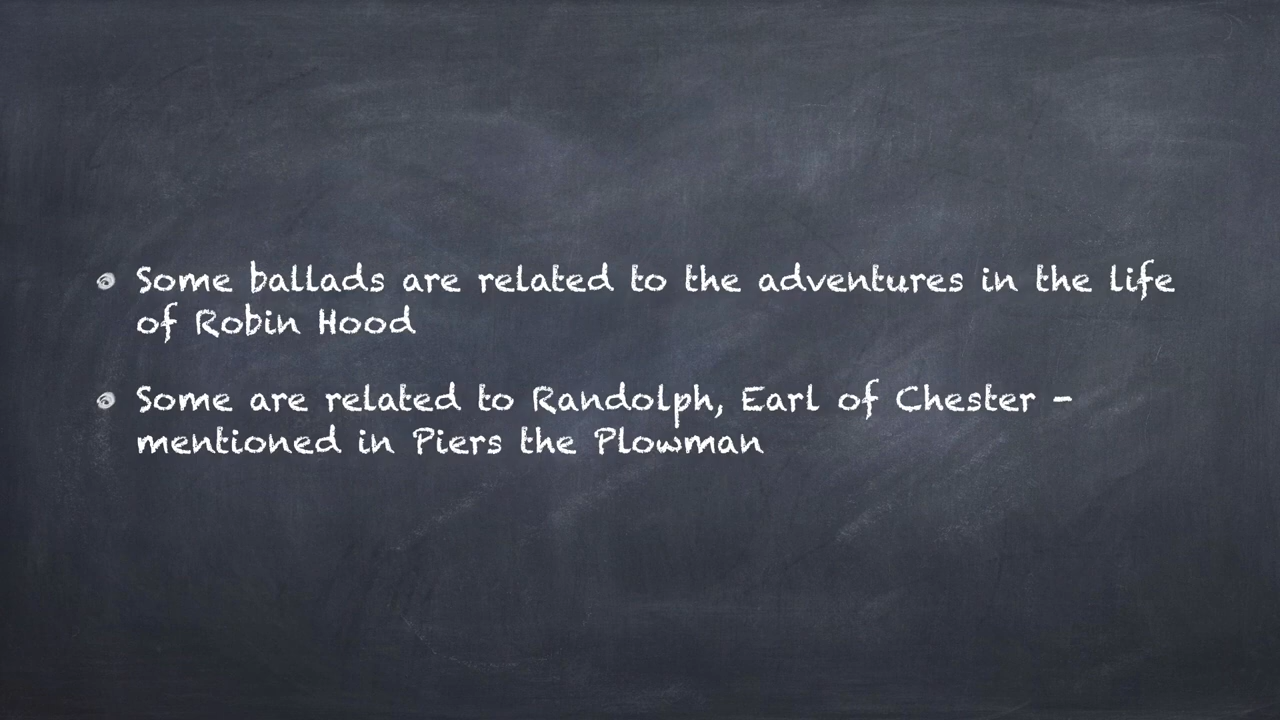 Some ballads are related to the adventures in the life
of Robin Hood
Some are related to Randolph, Earl of Chester -
mentioned in Piers the Plowman